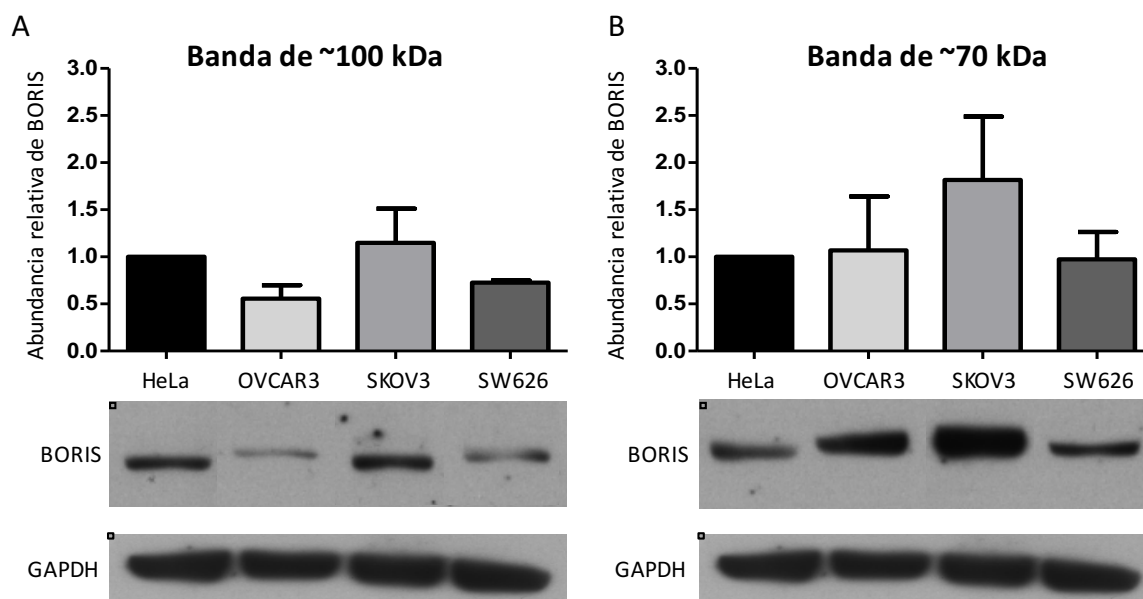 A
Banda de ~100 kDa
Abundancia relativa de BORIS
3.0
2.5
2.0
1.5
1.0
0.5
0.0
HeLa OVCAR3 SKOV3 SW626
BORIS
GAPDH
B
Banda de ~70 kDa
Abundancia relativa de BORIS
3.0
2.5
2.0
1.5
1.0
0.5
0.0
HeLa OVCAR3 SKOV3 SW626
BORIS
GAPDH